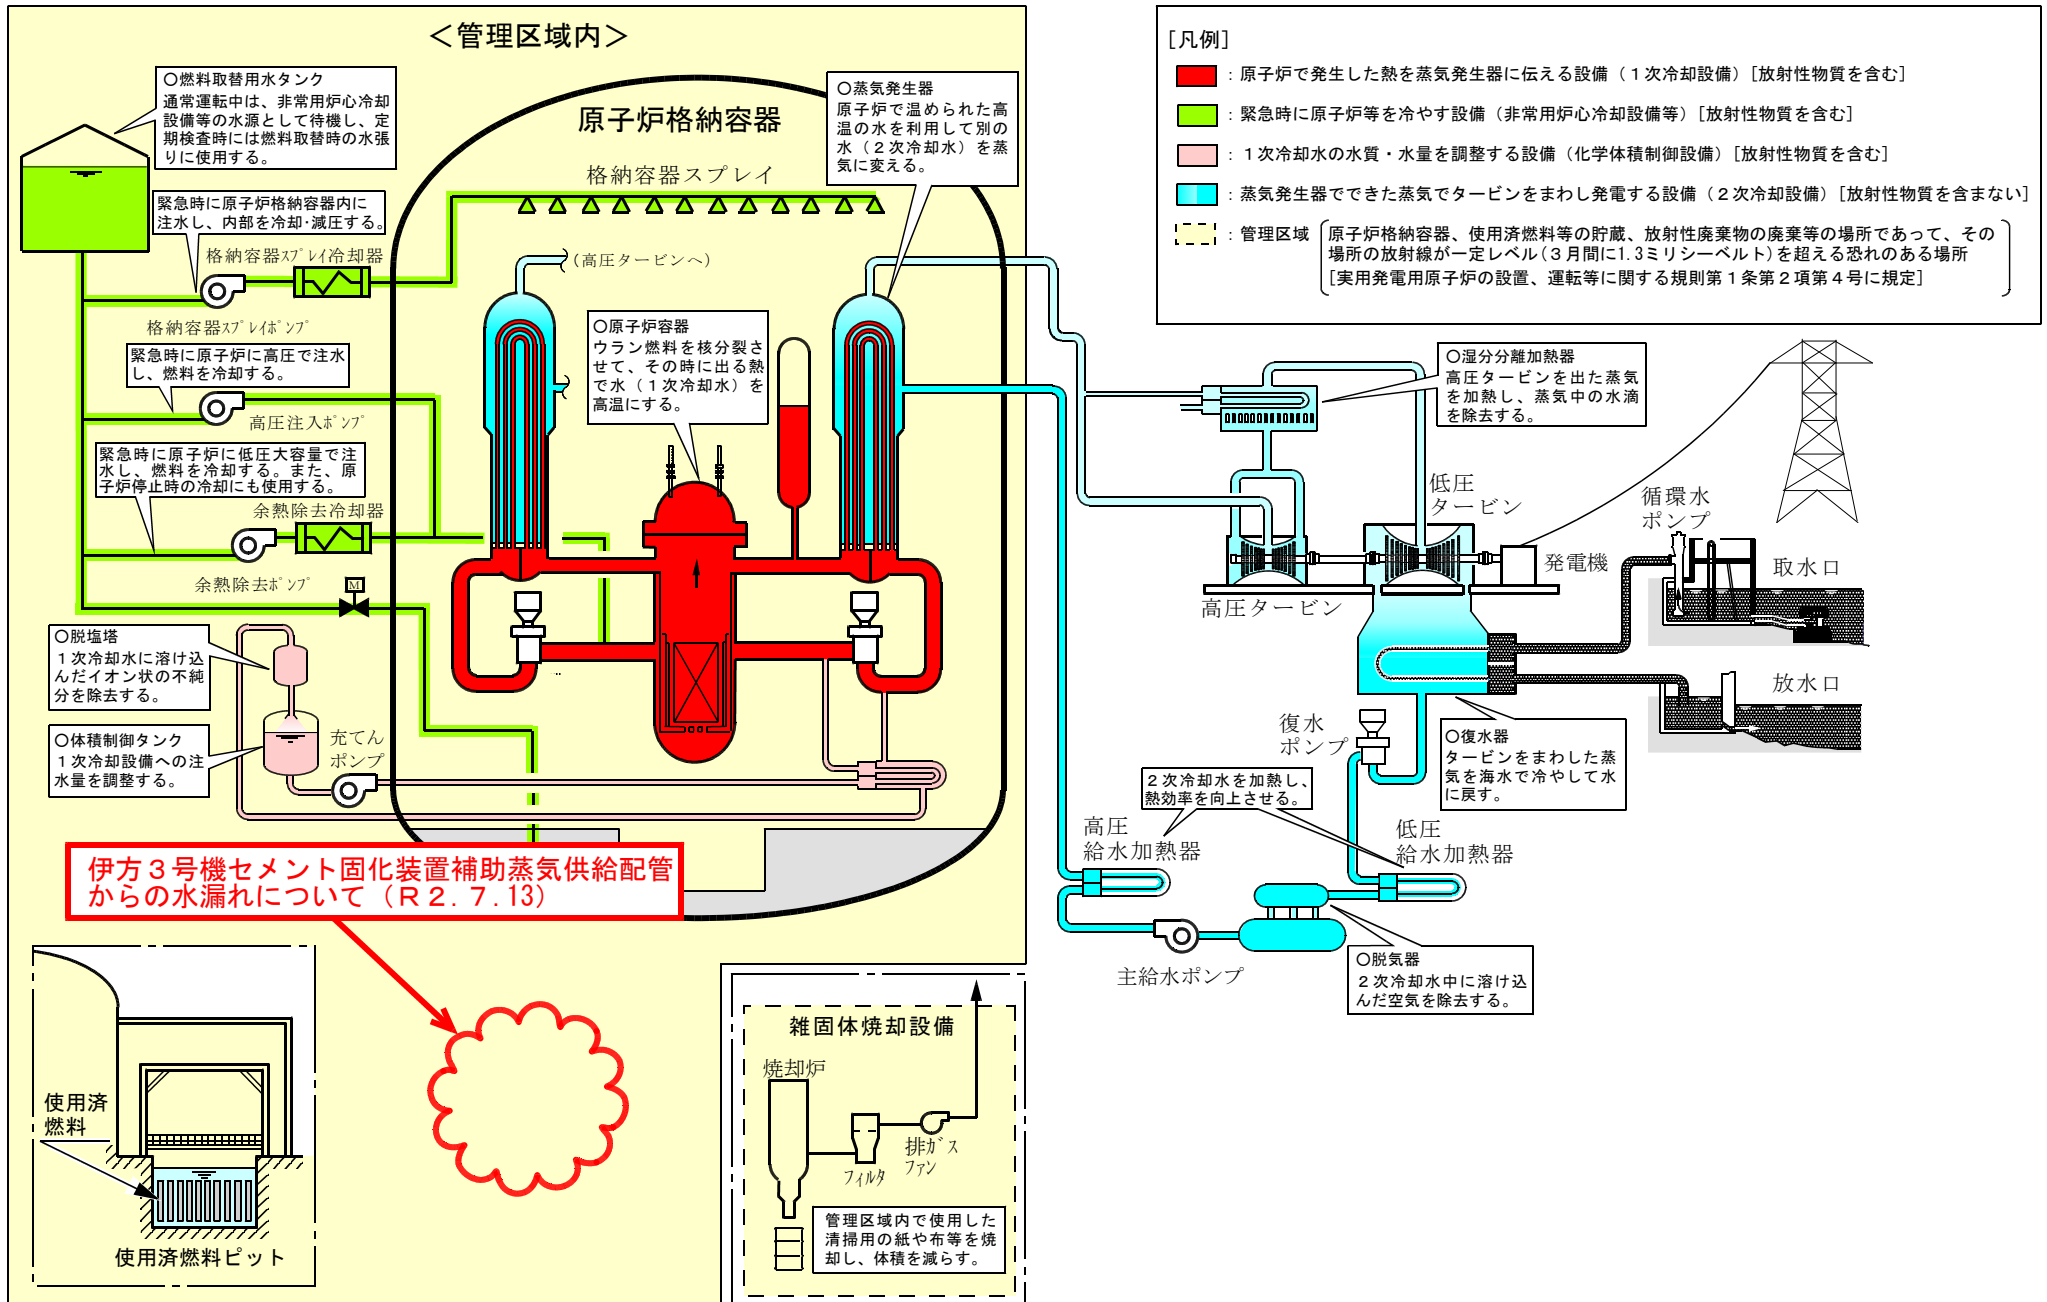 ＜管理区域内＞
○燃料取替用水タンク
通常運転中は、非常用炉心冷却
設備等の水源として待機し、定
期検査時には燃料取替時の水張
りに使用する。
緊急時に原子炉格納容器内に
注水し、内部を冷却･減圧する。
格納容器ｽﾌﾟﾚｲ冷却器
格納容器ｽﾌﾟﾚｲﾎﾟﾝﾌﾟ
緊急時に原子炉に高圧で注水
し、燃料を冷却する。
高圧注入ﾎﾟﾝﾌﾟ
緊急時に原子炉に低圧大容量で注
水し、燃料を冷却する。また、原
子炉停止時の冷却にも使用する。
余熱除去冷却器
余熱除去ﾎﾟﾝﾌﾟ
M
○脱塩塔
１次冷却水に溶け込
んだイオン状の不純
分を除去する。
○体積制御タンク
１次冷却設備への注
水量を調整する。
充てん
ポンプ
原子炉格納容器
格納容器スプレイ
○蒸気発生器
原子炉で温められた高
温の水を利用して別の
水（２次冷却水）を蒸
気に変える。
（高圧タービンへ）
○原子炉容器
ウラン燃料を核分裂さ
せて、その時に出る熱
で水（１次冷却水）を
高温にする。
伊方３号機セメント固化装置補助蒸気供給配管
からの水漏れについて（Ｒ２．７．13）
使用済
燃料
使用済燃料ピット
雑固体焼却設備
焼却炉
フィルタ
排ｶﾞｽ
ファン
管理区域内で使用した
清掃用の紙や布等を焼
却し、体積を減らす。
［凡例］
：原子炉で発生した熱を蒸気発生器に伝える設備（１次冷却設備）［放射性物質を含む］
：緊急時に原子炉等を冷やす設備（非常用炉心冷却設備等）［放射性物質を含む］
：１次冷却水の水質・水量を調整する設備（化学体積制御設備）［放射性物質を含む］
：蒸気発生器でできた蒸気でタービンをまわし発電する設備（２次冷却設備）［放射性物質を含まない］
：管理区域 原子炉格納容器、使用済燃料等の貯蔵、放射性廃棄物の廃棄等の場所であって、その
場所の放射線が一定レベル(３月間に1.3ミリシーベルト)を超える恐れのある場所
［実用発電用原子炉の設置、運転等に関する規則第１条第２項第４号に規定］
○湿分分離加熱器
高圧タービンを出た蒸気
を加熱し、蒸気中の水滴
を除去する。
低圧
タービン
高圧タービン
発電機
循環水
ポンプ
取水口
放水口
復水
ポンプ
○復水器
タービンをまわした蒸
気を海水で冷やして水
に戻す。
２次冷却水を加熱し、
熱効率を向上させる。
高圧
給水加熱器
低圧
給水加熱器
主給水ポンプ
○脱気器
２次冷却水中に溶け込
んだ空気を除去する。